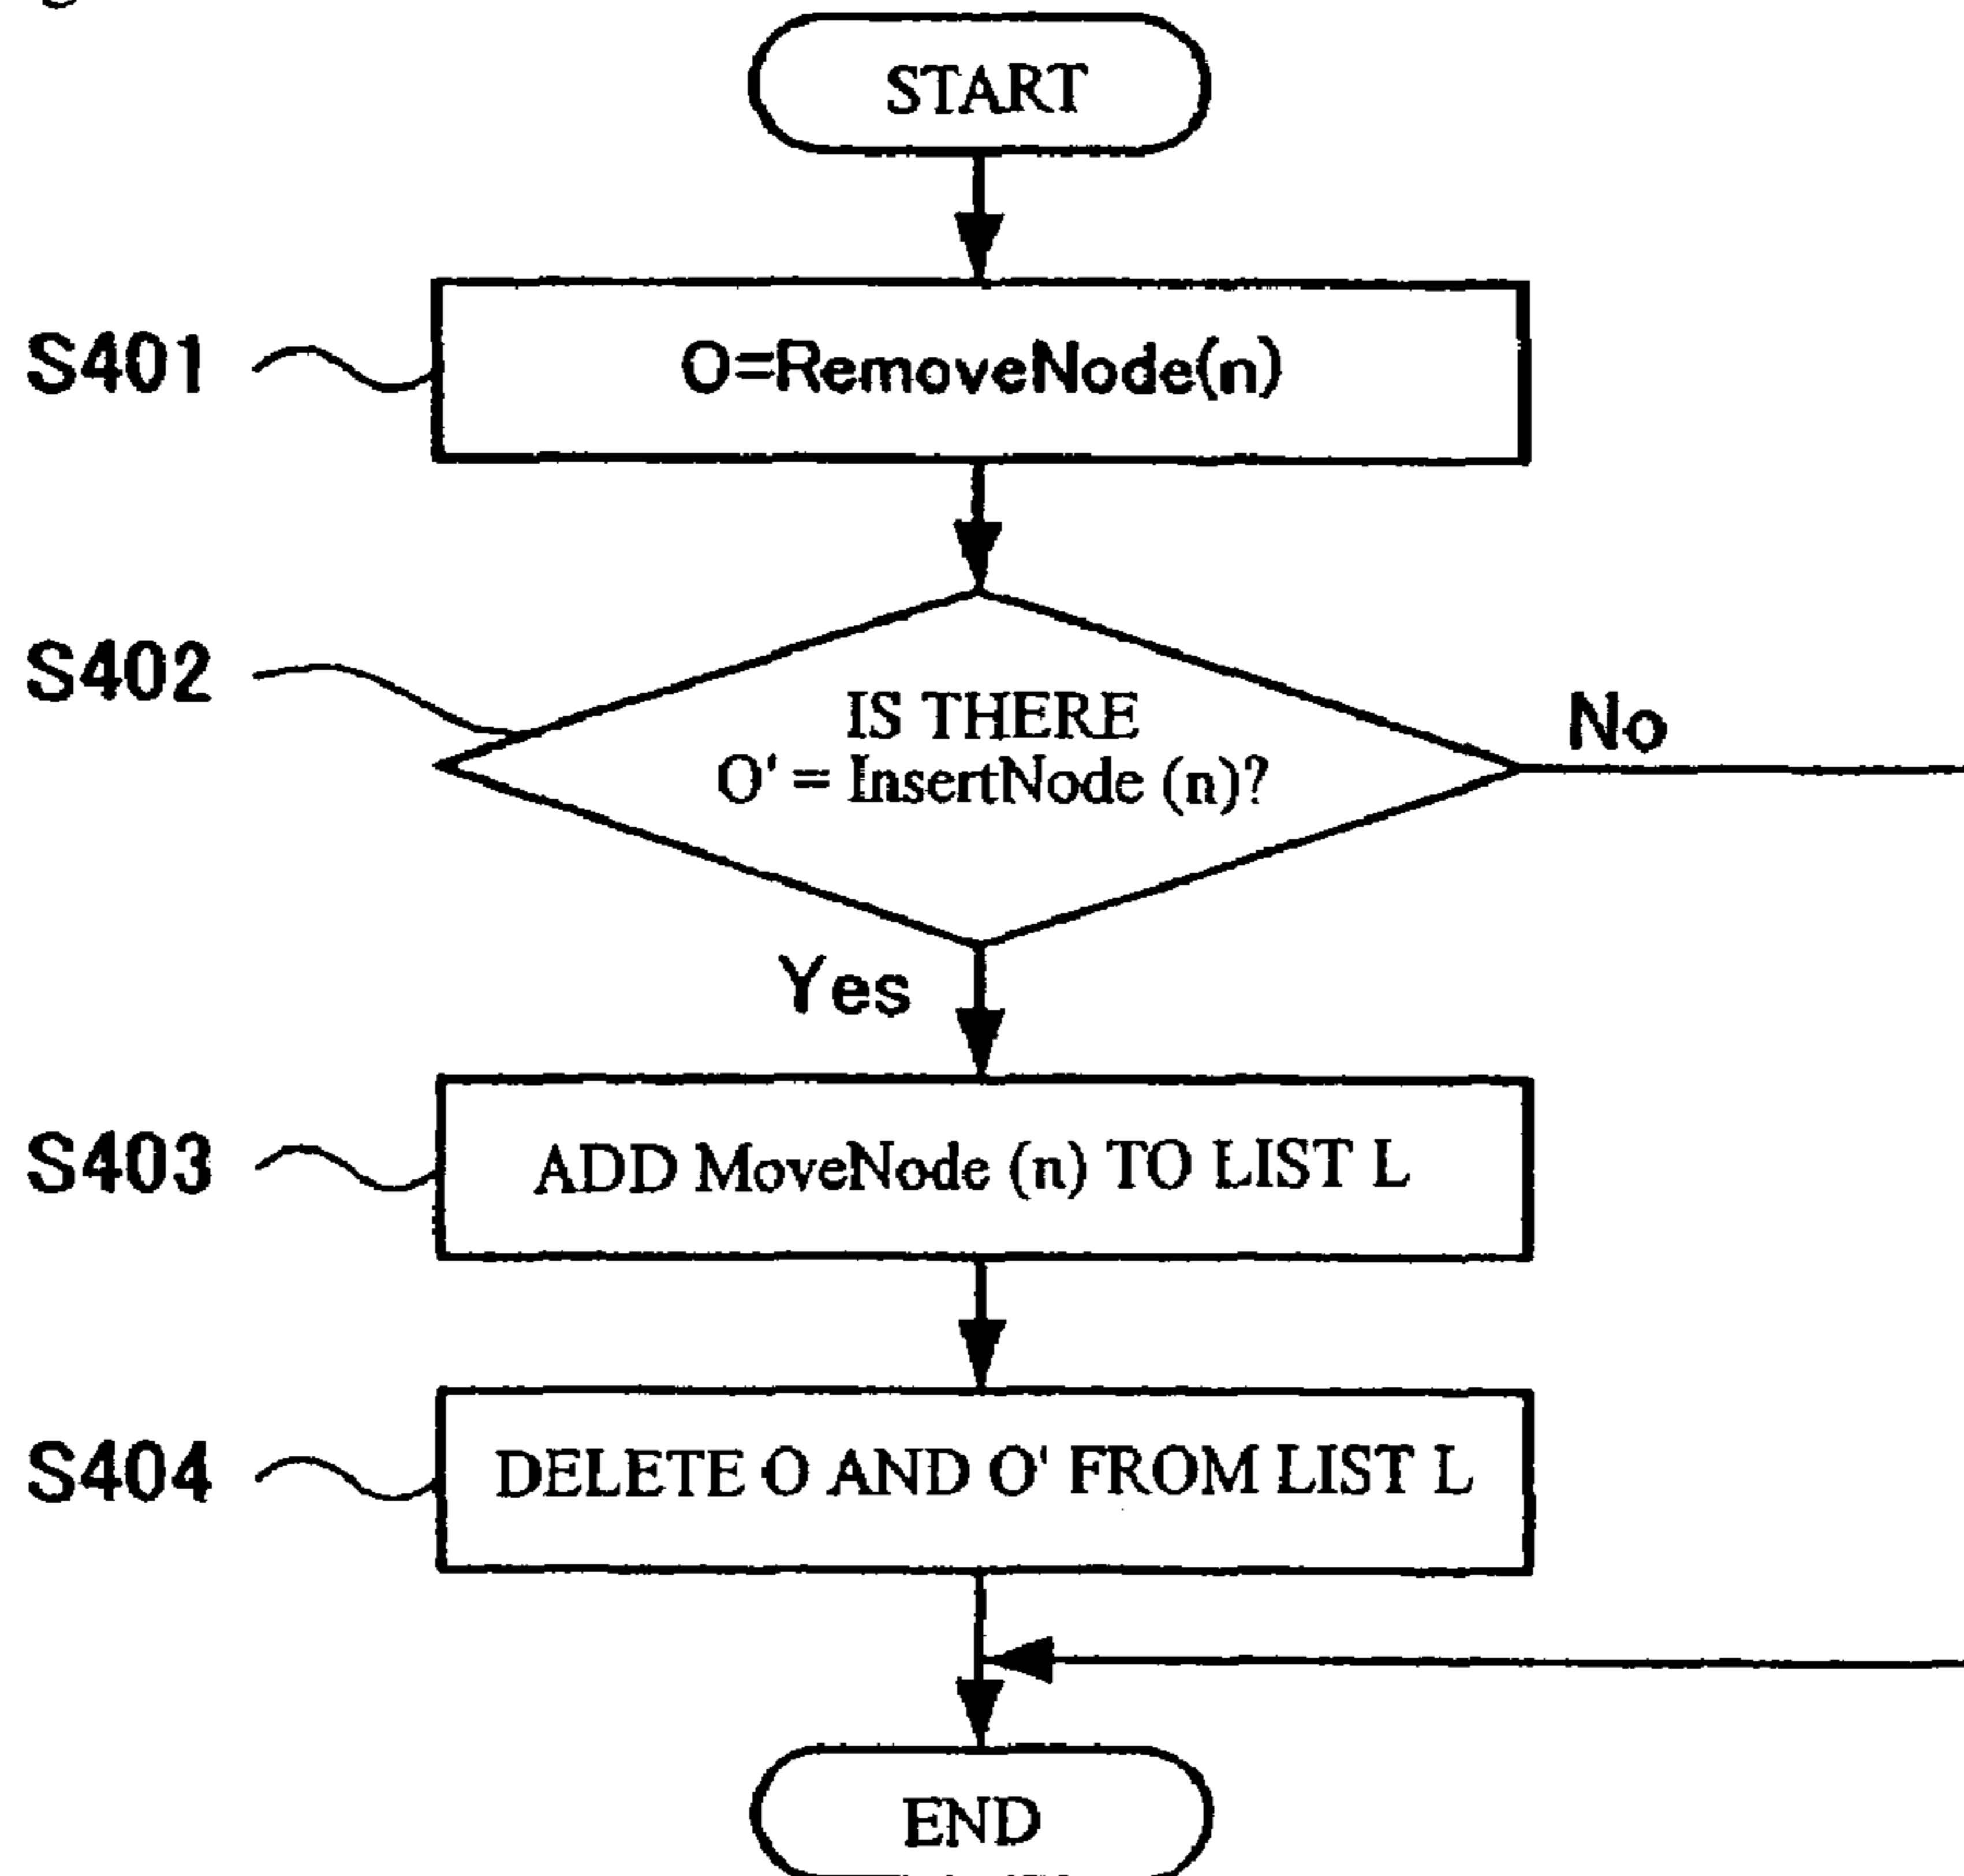 START
S401
O=RemoveNode(n)
S402
IS THERE
O' = InsertNode (n)?
No
Yes
S403
ADD MoveNode (n) TO LIST L
S404
DELETE O AND O' FROM LIST L
END